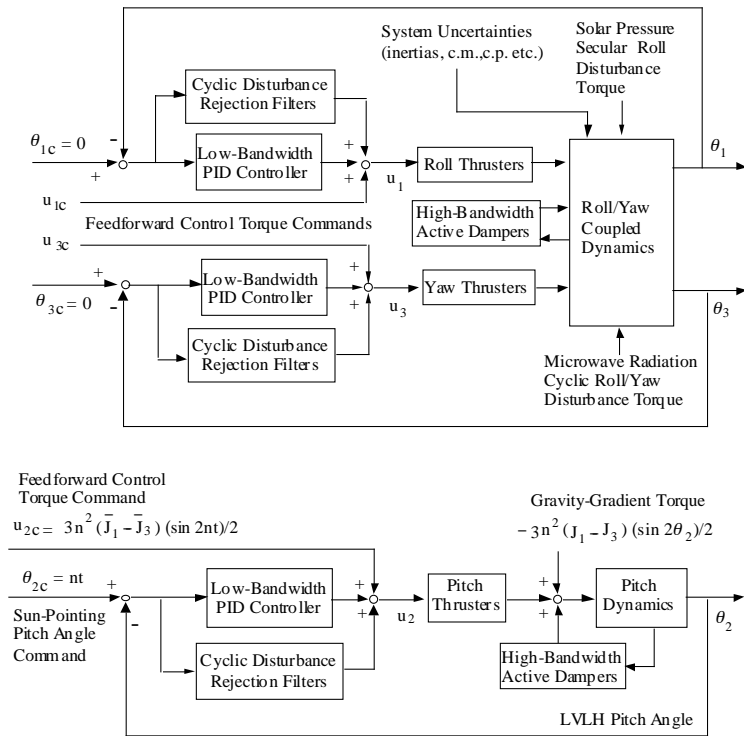 System Uncertainties
(inertias, c.m.,c.p. etc.)
Solar Pressure
Secular Roll
Disturbance
Torque
Cyclic Disturbance
Rejection Filters
θ1c = 0
-
+
Low-Bandwidth
PID Controller
+
+
u1
Roll Thrusters
θ1
u1c
Feedforward Control Torque Commands
High-Bandwidth
Active Dampers
Roll/Yaw
Coupled
Dynamics
u3c
+
θ3c = 0
-
Low-Bandwidth
PID Controller
+
+
u3
Yaw Thrusters
θ3
Cyclic Disturbance
Rejection Filters
Microwave Radiation
Cyclic Roll/Yaw
Disturbance Torque
Feedforward Control
Torque Command
u2c = 3n² (J̄1 – J̄3) (sin 2nt)/2
Gravity-Gradient Torque
– 3n² (J1 – J3) (sin 2θ2)/2
θ2c = nt
+
-
Sun-Pointing
Pitch Angle
Command
Low-Bandwidth
PID Controller
+
+
+
u2
Pitch
Thrusters
+
+
+
Pitch
Dynamics
θ2
Cyclic Disturbance
Rejection Filters
High-Bandwidth
Active Dampers
LVLH Pitch Angle